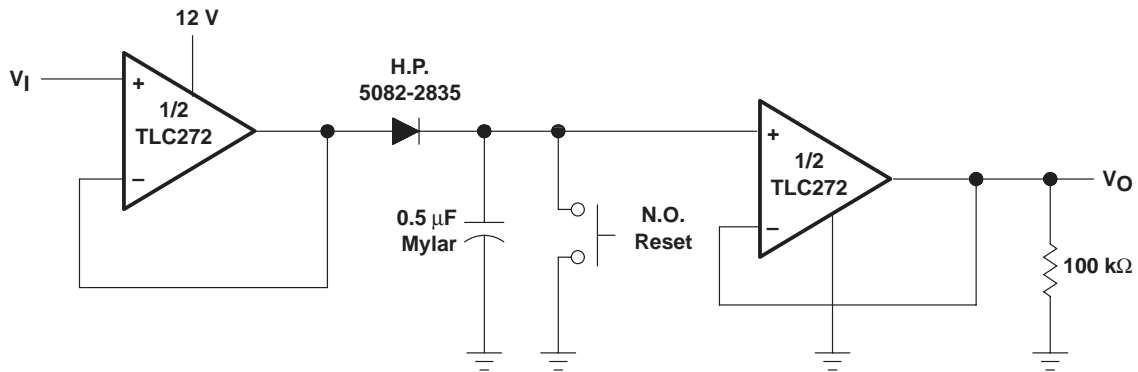 12 V
VI
+
1/2
TLC272
−
H.P.
5082-2835
0.5 μF
Mylar
N.O.
Reset
+
1/2
TLC272
−
VO
100 kΩ